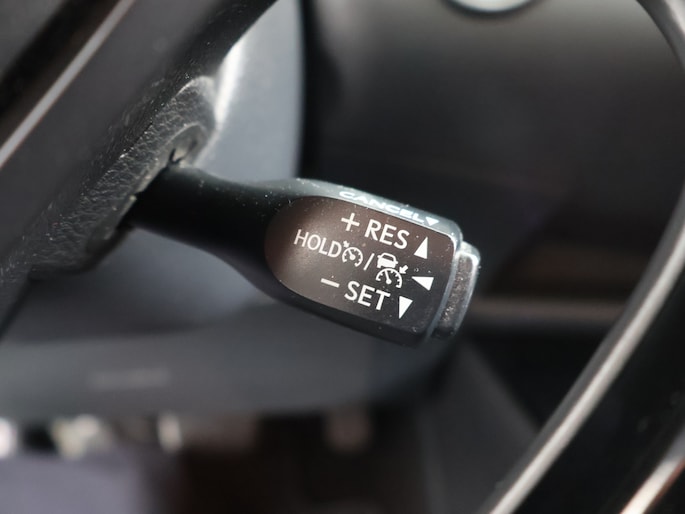 CANCEL▼
+ RES ▲
HOLD / ◀
− SET ▼